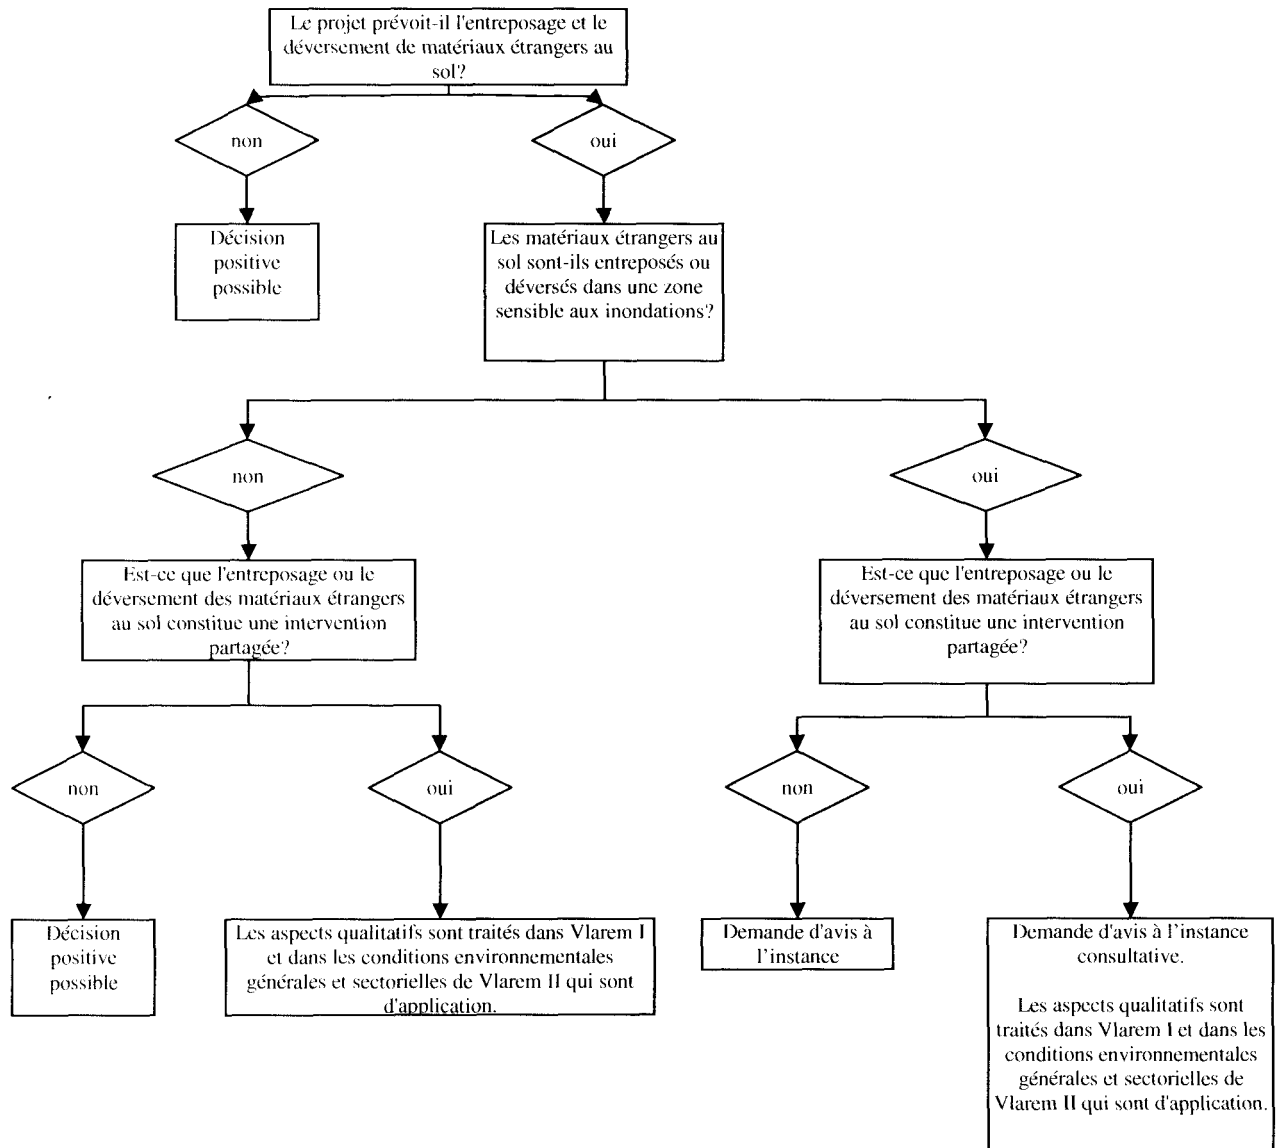 Le projet prévoit-il l'entreposage et le
déversement de matériaux étrangers au
sol?
non
oui
Décision
positive
possible
Les matériaux étrangers au
sol sont-ils entreposés ou
déversés dans une zone
sensible aux inondations?
non
oui
Est-ce que l'entreposage ou le
déversement des matériaux étrangers
au sol constitue une intervention
partagée?
Est-ce que l'entreposage ou le
déversement des matériaux étrangers
au sol constitue une intervention
partagée?
non
oui
non
oui
Décision
positive
possible
Les aspects qualitatifs sont traités dans Vlarem I
et dans les conditions environnementales
générales et sectorielles de Vlarem II qui sont
d'application.
Demande d'avis à
l'instance
Demande d'avis à l'instance
consultative.
Les aspects qualitatifs sont
traités dans Vlarem I et dans les
conditions environnementales
générales et sectorielles de
Vlarem II qui sont d'application.